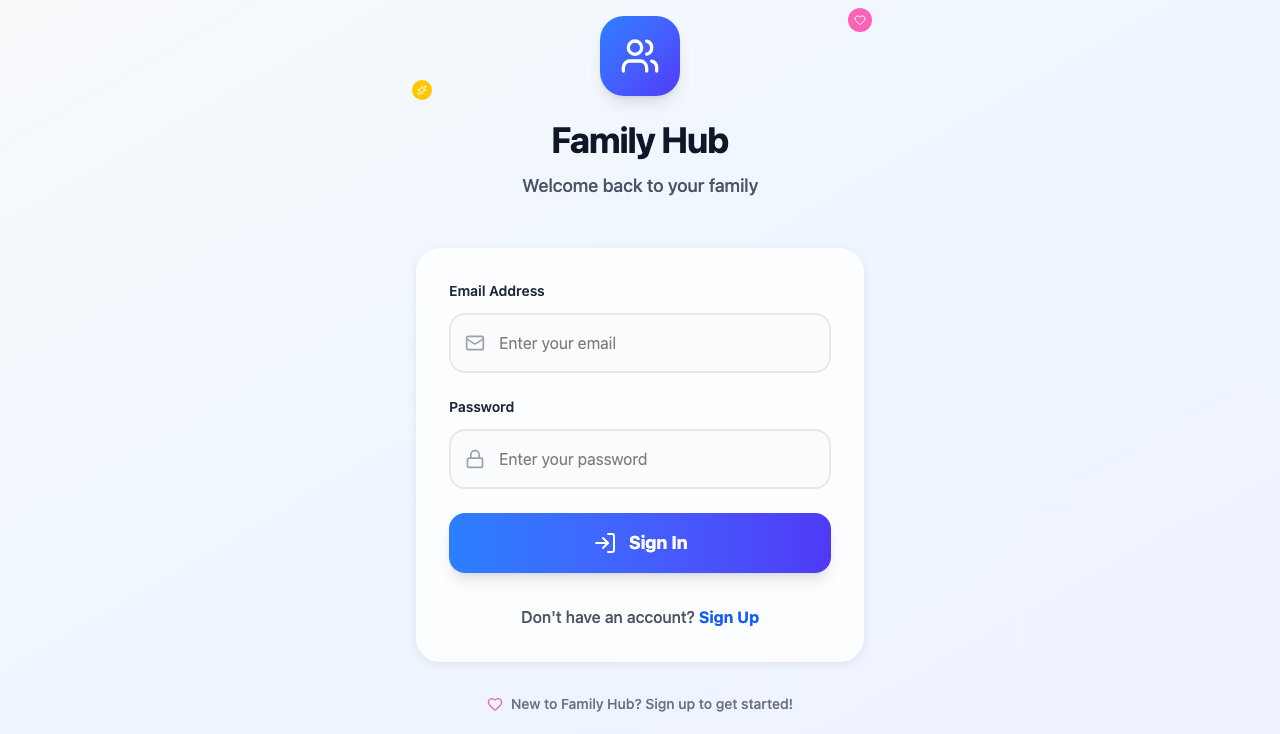 Family Hub
Welcome back to your family
Email Address
Enter your email
Password
Enter your password
Sign In
Don't have an account? Sign Up
New to Family Hub? Sign up to get started!